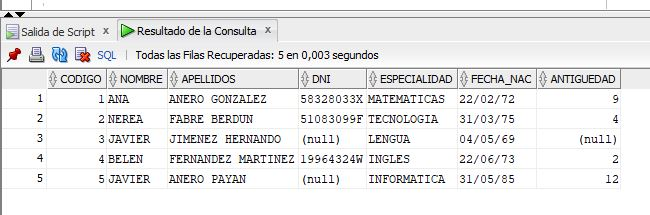 Salida de Script x Resultado de la Consulta x
SQL | Todas las Filas Recuperadas: 5 en 0,003 segundos
CODIGO NOMBRE APELLIDOS DNI ESPECIALIDAD FECHA_NAC ANTIGUEDAD
1 1 ANA ANERO GONZALEZ 58328033X MATEMATICAS 22/02/72 9
2 2 NEREA FABRE BERDUN 51083099F TECNOLOGIA 31/03/75 4
3 3 JAVIER JIMENEZ HERNANDO (null) LENGUA 04/05/69 (null)
4 4 BELEN FERNANDEZ MARTINEZ 19964324W INGLES 22/06/73 2
5 5 JAVIER ANERO PAYAN (null) INFORMATICA 31/05/85 12